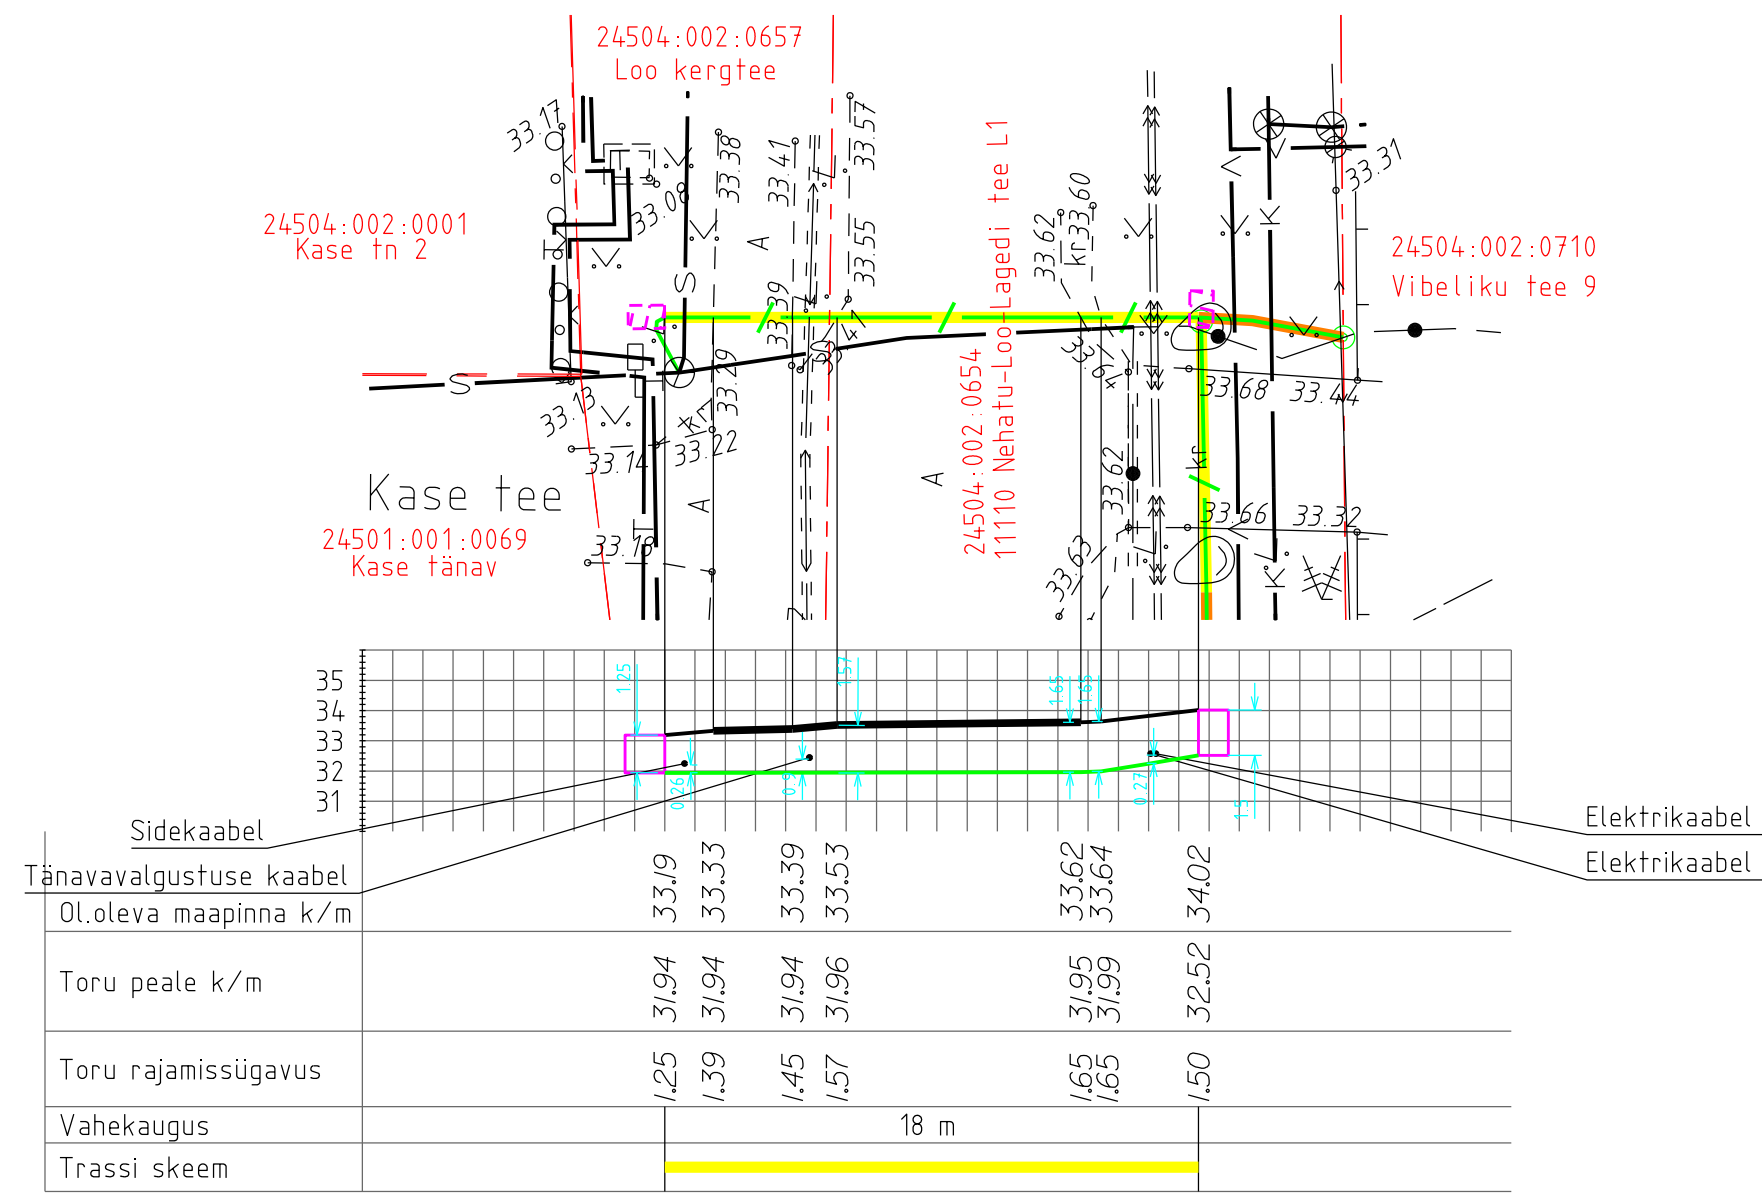 24504:002:0657
Loo kergtee
33.17
33.08
33.38
33.41
33.57
24504:002:0001
Kase tn 2
T
S
A
33.39
33.55
33.62
kr 33.60
24504:002:0654
11110 Nehatu-Loo-Lagedi tee L1
K
33.31
24504:002:0710
Vibeliku tee 9
S
S
33.41
33.29
33.13
kr
33.22
33.14
33.64
33.68
33.44
Kase tee
24501:001:0069
Kase tänav
T
33.18
A
A
33.62
33.63
kr
33.66
33.32
K
35
34
33
32
31
1.25
1.57
1.65
1.65
0.26
0.9
0.27
1.5
Sidekaabel
Tänavavalgustuse kaabel
Elektrikaabel
Elektrikaabel
Ol.oleva maapinna k/m
33.19
33.33
33.39
33.53
33.62
33.64
34.02
Toru peale k/m
31.94
31.94
31.94
31.96
31.95
31.99
32.52
Toru rajamissügavus
1.25
1.39
1.45
1.57
1.65
1.65
1.50
Vahekaugus
18 m
Trassi skeem